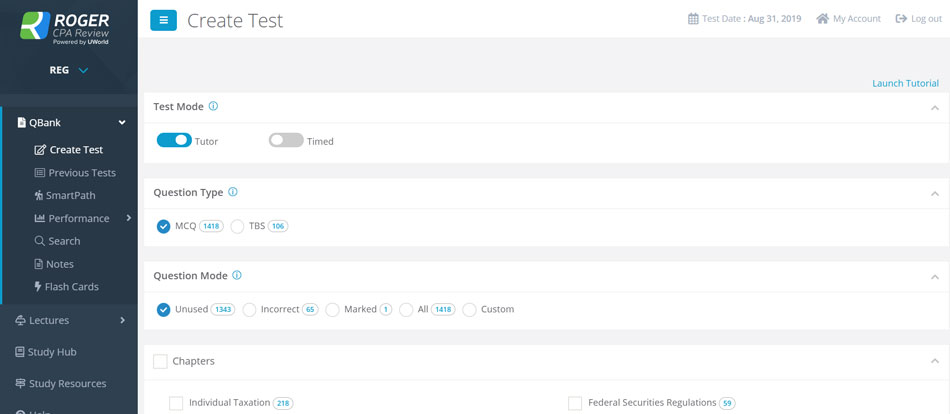 ROGER
CPA Review
Powered by UWorld
Create Test
Test Date : Aug 31, 2019
My Account
Log out
REG
Launch Tutorial
QBank
Create Test
Previous Tests
SmartPath
Performance
Search
Notes
Flash Cards
Lectures
Study Hub
Study Resources
Help
Test Mode
Tutor
Timed
Question Type
MCQ 1418
TBS 106
Question Mode
Unused 1343
Incorrect 65
Marked 1
All 1418
Custom
Chapters
Individual Taxation 218
Federal Securities Regulations 59